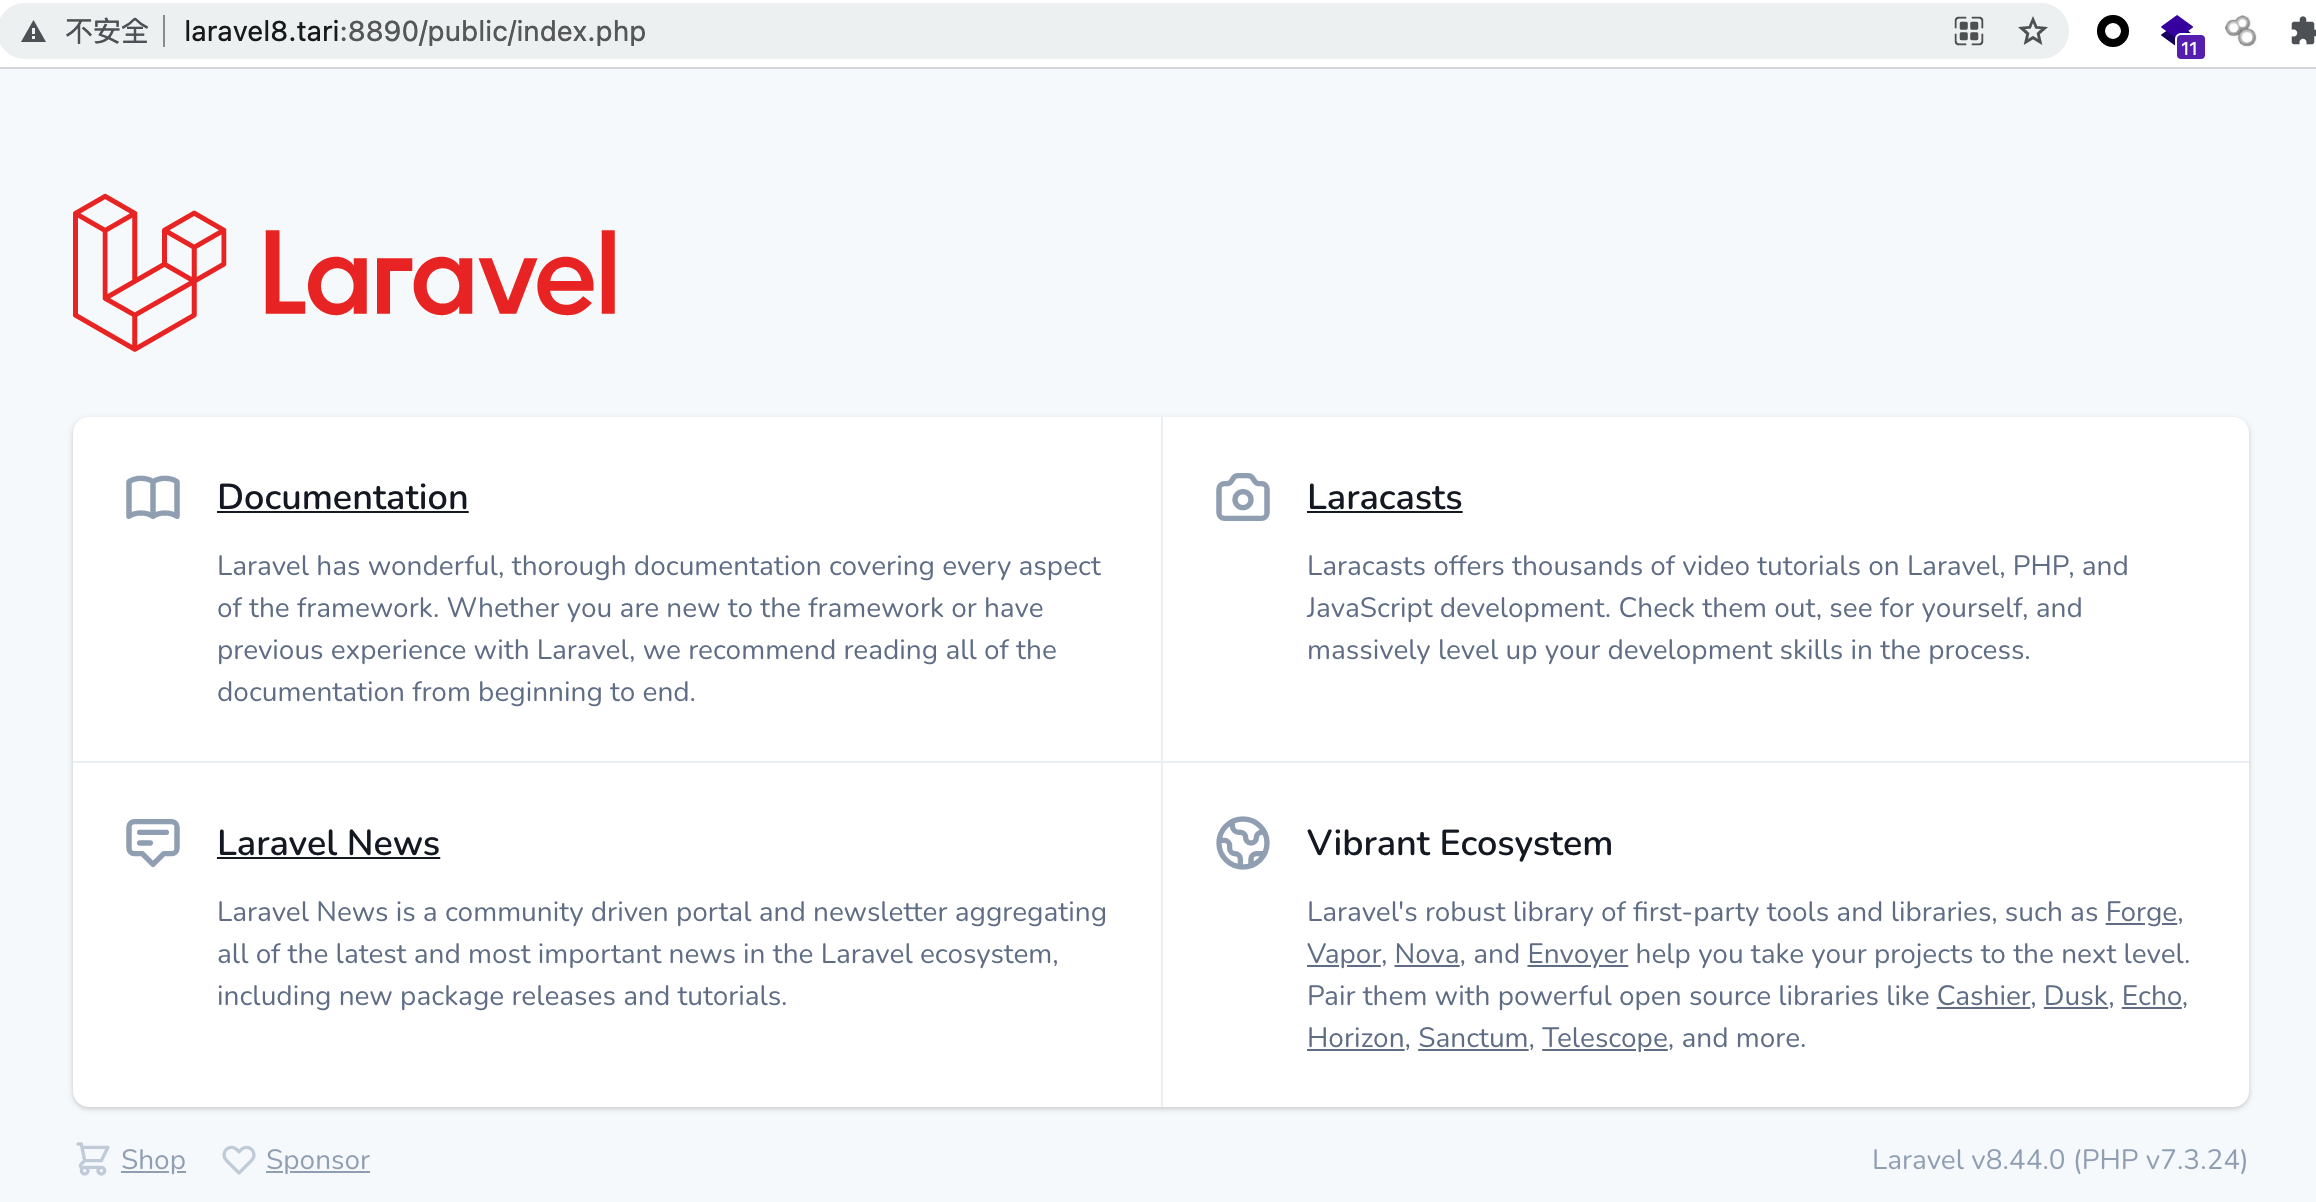 不安全 laravel8.tari:8890/public/index.php
11
Laravel
Documentation
Laravel has wonderful, thorough documentation covering every aspect
of the framework. Whether you are new to the framework or have
previous experience with Laravel, we recommend reading all of the
documentation from beginning to end.
Laracasts
Laracasts offers thousands of video tutorials on Laravel, PHP, and
JavaScript development. Check them out, see for yourself, and
massively level up your development skills in the process.
Laravel News
Laravel News is a community driven portal and newsletter aggregating
all of the latest and most important news in the Laravel ecosystem,
including new package releases and tutorials.
Vibrant Ecosystem
Laravel's robust library of first-party tools and libraries, such as Forge,
Vapor, Nova, and Envoyer help you take your projects to the next level.
Pair them with powerful open source libraries like Cashier, Dusk, Echo,
Horizon, Sanctum, Telescope, and more.
Shop Sponsor
Laravel v8.44.0 (PHP v7.3.24)